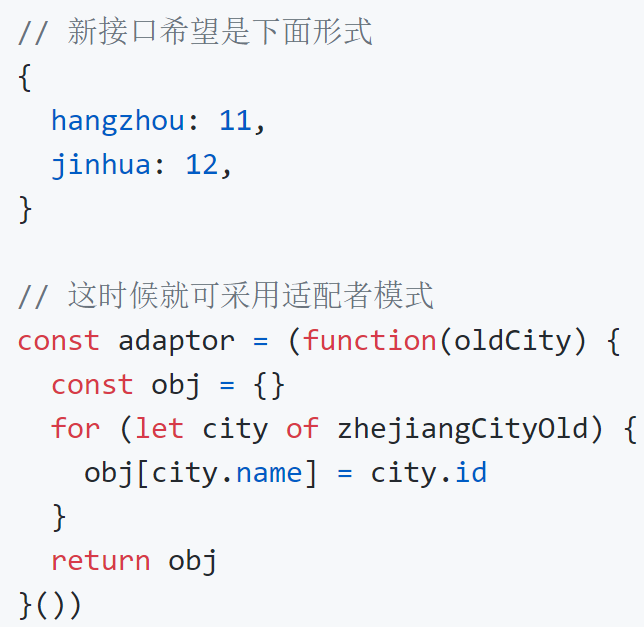 // 新接口希望是下面形式
{
  hangzhou: 11,
  jinhua: 12,
}

// 这时候就可采用适配者模式
const adaptor = (function(oldCity) {
  const obj = {}
  for (let city of zhejiangCityOld) {
    obj[city.name] = city.id
  }
  return obj
}())